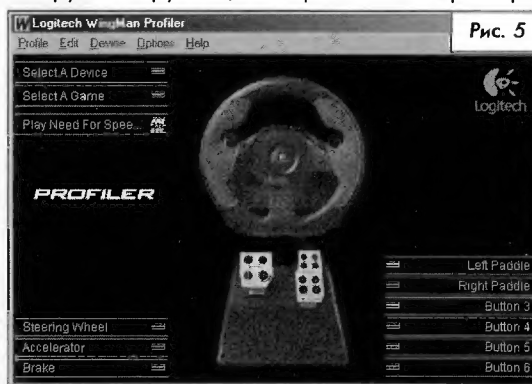 Рис. 5
Logitech WingMan Profiler
Profile Edit Device Options Help
Select A Device
Select A Game
Play Need For Spee...
Logitech
PROFILER
Steering Wheel
Accelerator
Brake
Left Paddle
Right Paddle
Button 3
Button 4
Button 5
Button 6